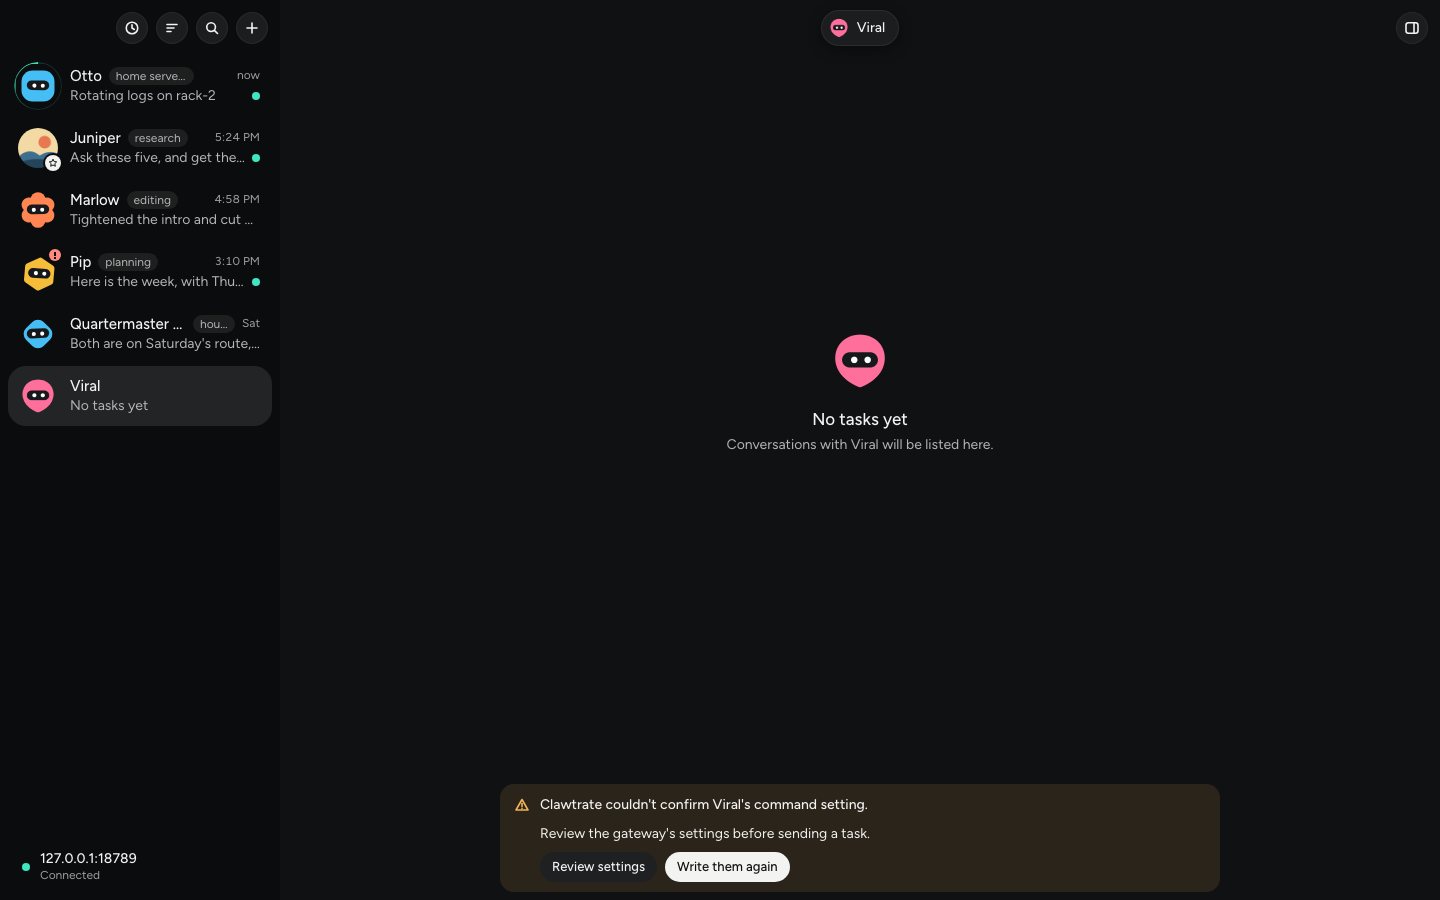 Otto home serve... now
Rotating logs on rack-2
Juniper research 5:24 PM
Ask these five, and get the...
Marlow editing 4:58 PM
Tightened the intro and cut ...
Pip planning 3:10 PM
Here is the week, with Thu...
Quartermaster ... hou... Sat
Both are on Saturday's route,...
Viral
No tasks yet
127.0.0.1:18789
Connected
Viral
No tasks yet
Conversations with Viral will be listed here.
Clawtrate couldn't confirm Viral's command setting.
Review the gateway's settings before sending a task.
Review settings Write them again